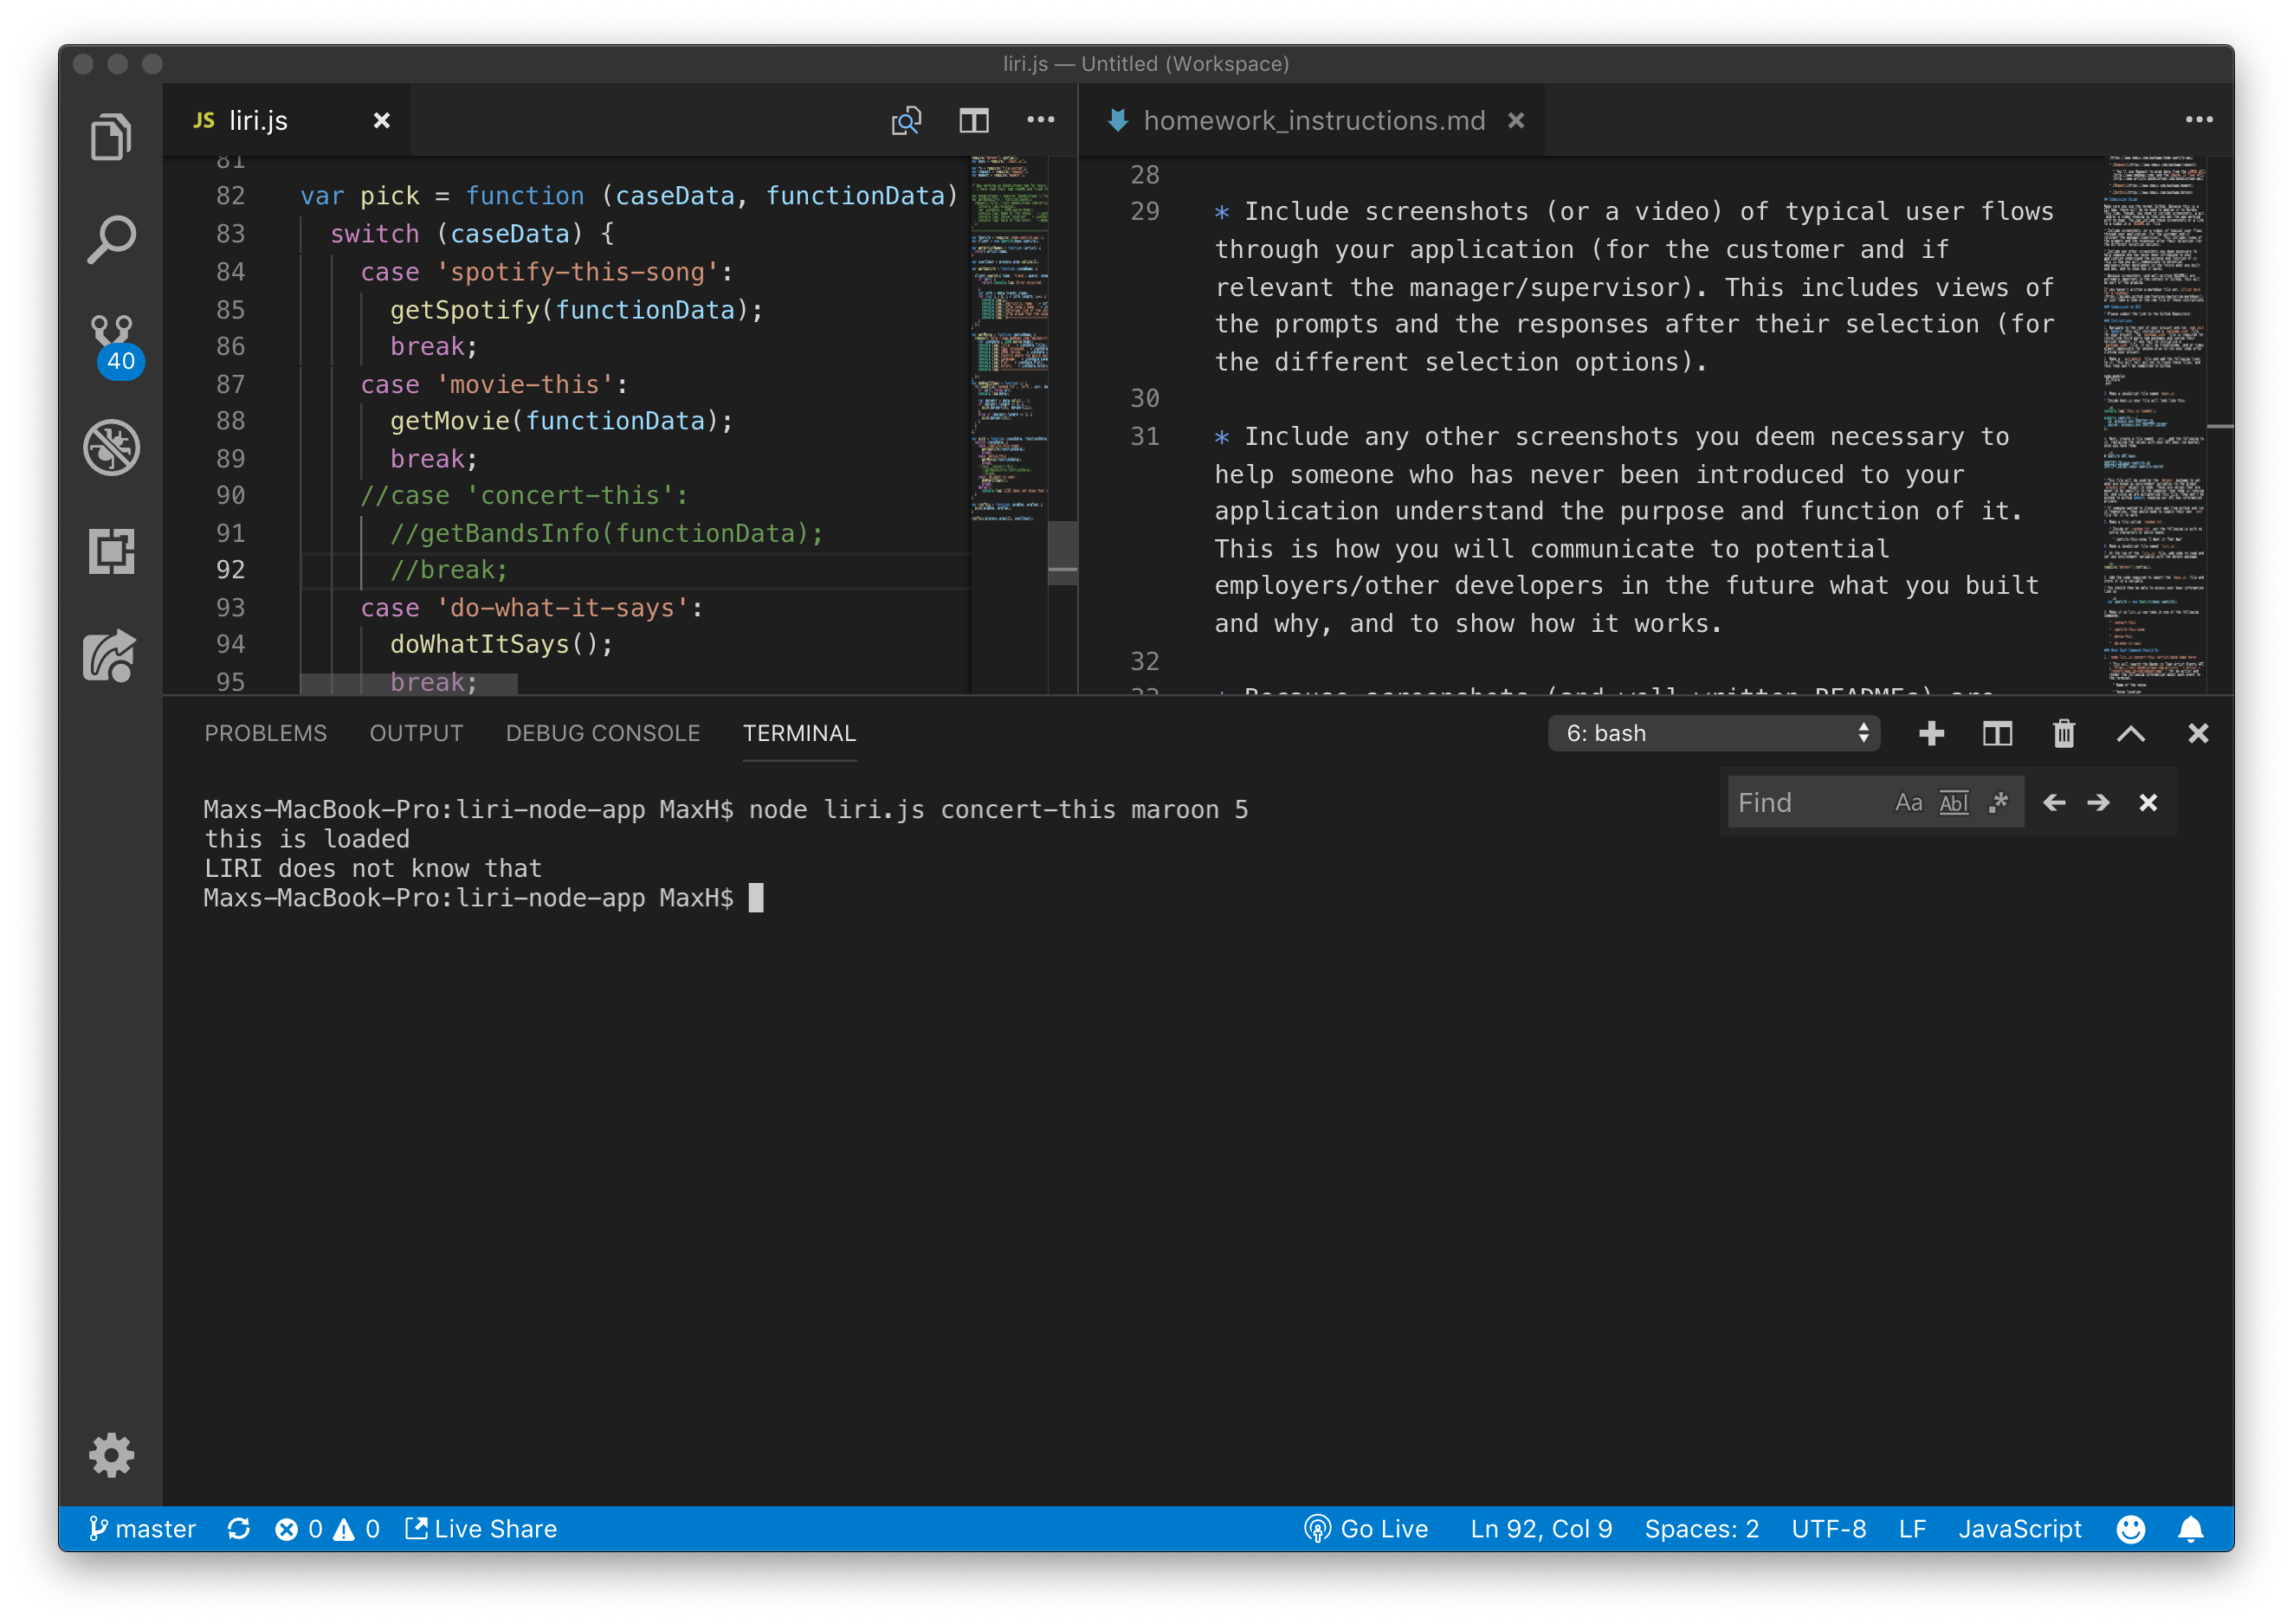 liri.js — Untitled (Workspace)
JS liri.js
homework_instructions.md
40
81
82 var pick = function (caseData, functionData)
83 switch (caseData) {
84 case 'spotify-this-song':
85 getSpotify(functionData);
86 break;
87 case 'movie-this':
88 getMovie(functionData);
89 break;
90 //case 'concert-this':
91 //getBandsInfo(functionData);
92 //break;
93 case 'do-what-it-says':
94 doWhatItSays();
95 break;
28
29 * Include screenshots (or a video) of typical user flows
through your application (for the customer and if
relevant the manager/supervisor). This includes views of
the prompts and the responses after their selection (for
the different selection options).
30
31 * Include any other screenshots you deem necessary to
help someone who has never been introduced to your
application understand the purpose and function of it.
This is how you will communicate to potential
employers/other developers in the future what you built
and why, and to show how it works.
32
33 * Because screenshots (and well-written READMEs) are
PROBLEMS OUTPUT DEBUG CONSOLE TERMINAL 6: bash
Find Aa Abl .*
Maxs-MacBook-Pro:liri-node-app MaxH$ node liri.js concert-this maroon 5
this is loaded
LIRI does not know that
Maxs-MacBook-Pro:liri-node-app MaxH$
master 0 0 Live Share Go Live Ln 92, Col 9 Spaces: 2 UTF-8 LF JavaScript